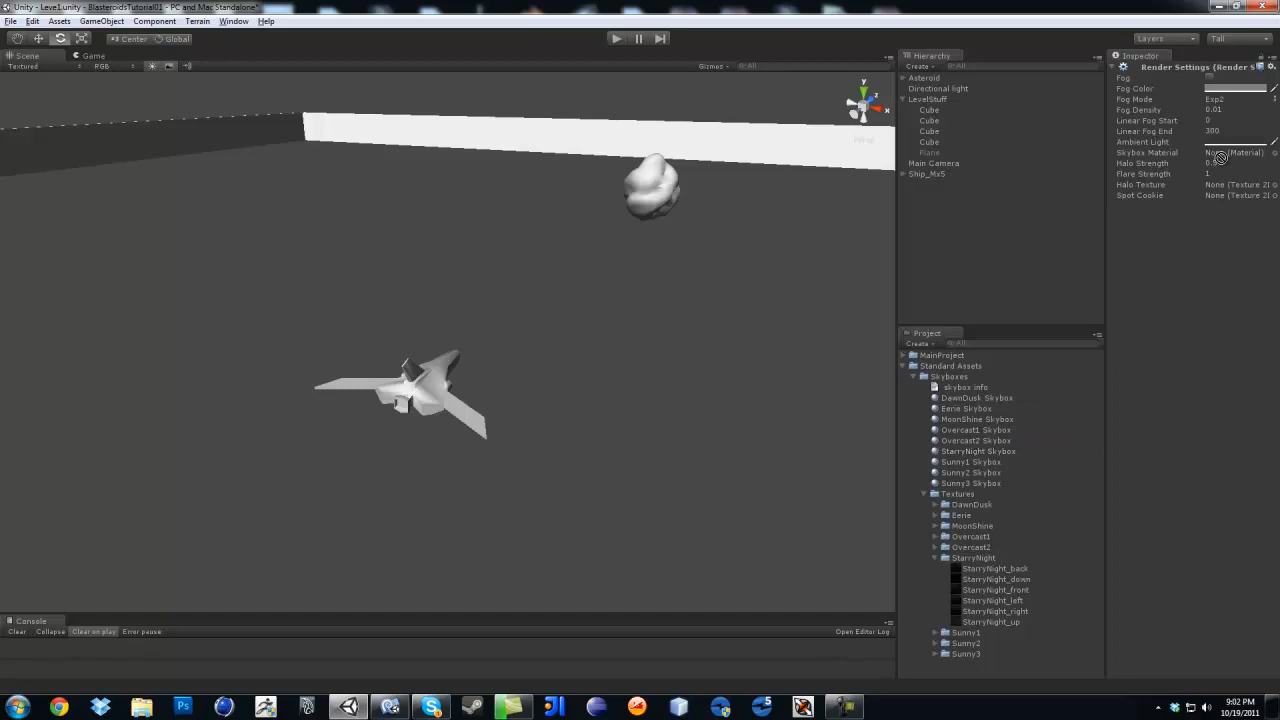 Unity - Leve1.unity - BlasteroidsTutorial01 - PC and Mac Standalone*
File Edit Assets GameObject Component Terrain Window Help
Center Global
Layers
Tall
Scene Game
Textured RGB
Gizmos All
y
z
x
Persp
Hierarchy
Create All
Asteroid
Directional light
LevelStuff
Cube
Cube
Cube
Cube
Plane
Main Camera
Ship_Mx5
Inspector
Render Settings (Render S
Fog
Fog Color
Fog Mode Exp2
Fog Density 0.01
Linear Fog Start 0
Linear Fog End 300
Ambient Light
Skybox Material None (Material)
Halo Strength
Flare Strength 1
Halo Texture None (Texture 2I
Spot Cookie None (Texture 2I
Project
Create All
MainProject
Standard Assets
Skyboxes
skybox info
DawnDusk Skybox
Eerie Skybox
MoonShine Skybox
Overcast1 Skybox
Overcast2 Skybox
StarryNight Skybox
Sunny1 Skybox
Sunny2 Skybox
Sunny3 Skybox
Textures
DawnDusk
Eerie
MoonShine
Overcast1
Overcast2
StarryNight
StarryNight_back
StarryNight_down
StarryNight_front
StarryNight_left
StarryNight_right
StarryNight_up
Sunny1
Sunny2
Sunny3
Console
Clear Collapse Clear on play Error pause Open Editor Log
9:02 PM
10/19/2011